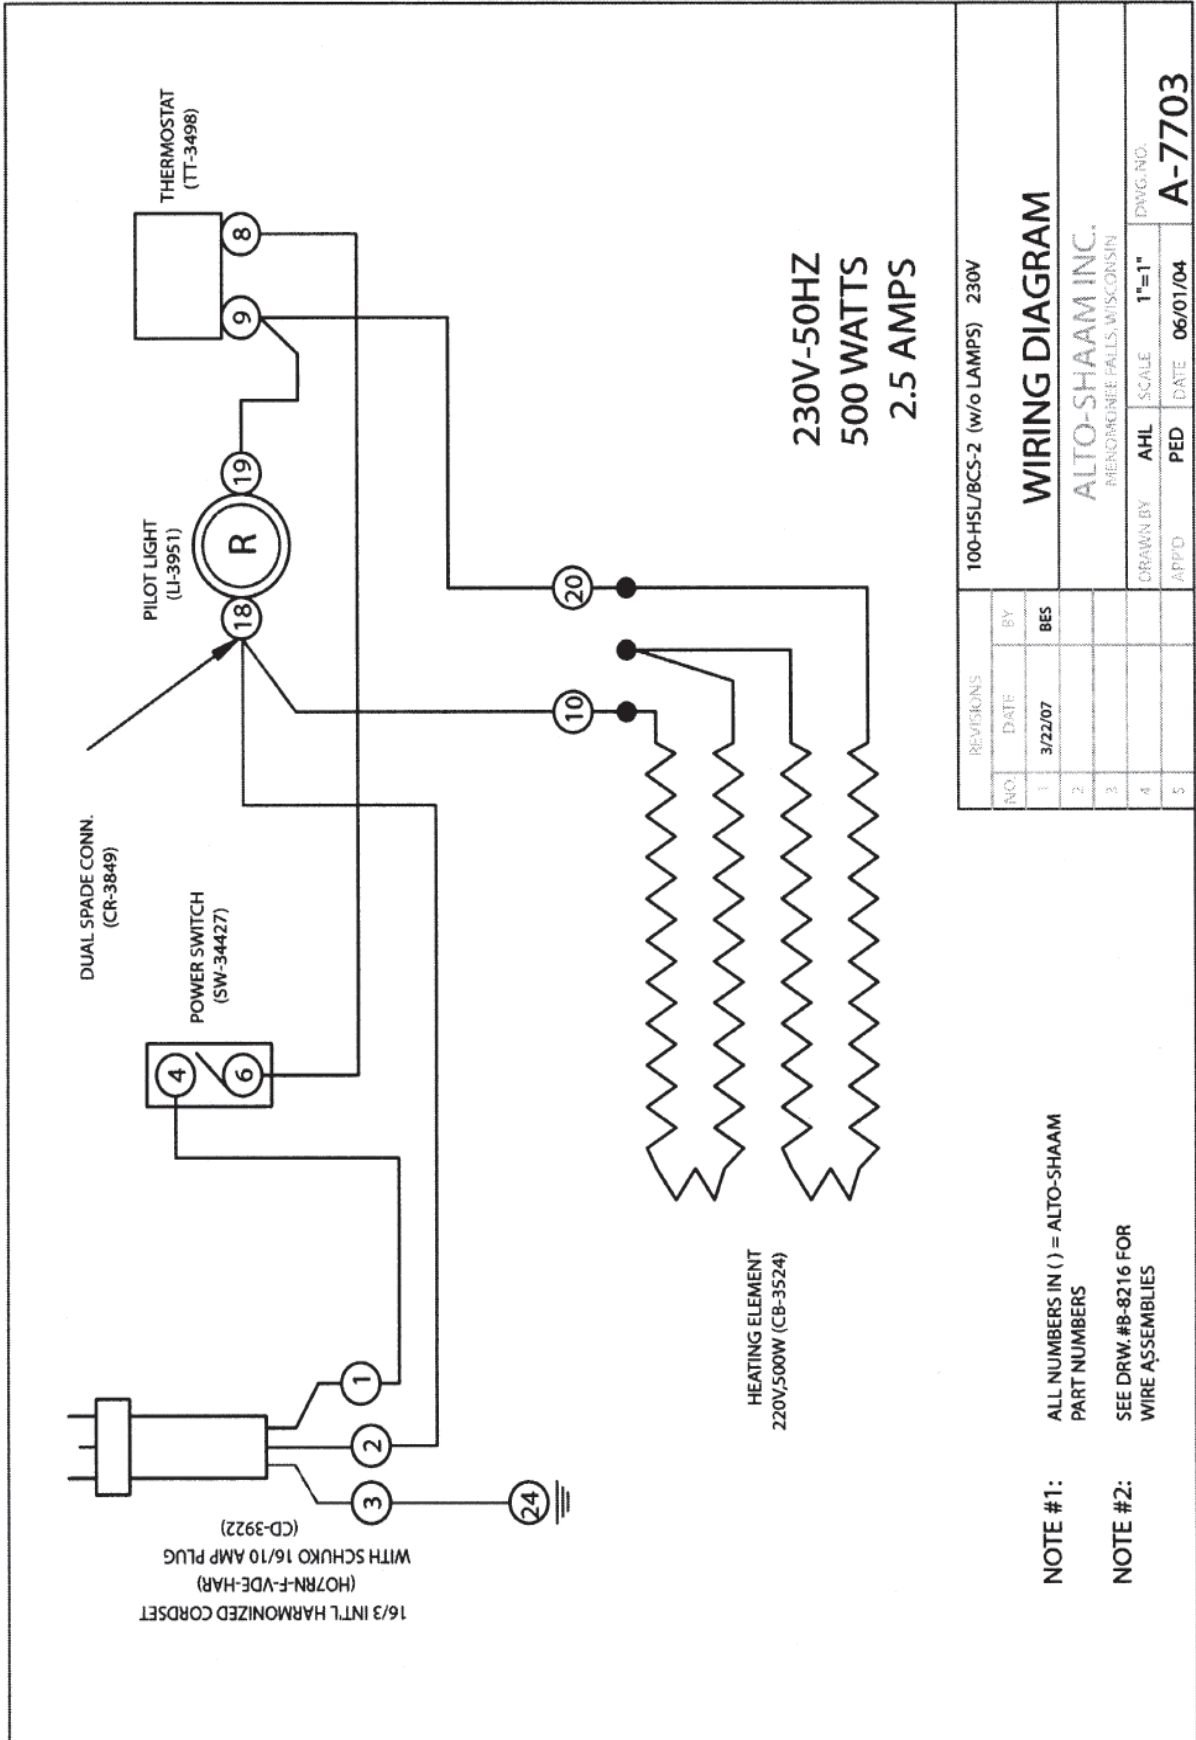 16/3 INT'L HARMONIZED CORDSET
(HO7RN-F-VDE-HAR)
WITH SCHUKO 16/10 AMP PLUG
(CD-3922)
1
2
3
24
POWER SWITCH
(SW-34427)
4
6
DUAL SPADE CONN.
(CR-3849)
PILOT LIGHT
(LI-3951)
18
R
19
THERMOSTAT
(TT-3498)
9
8
10
20
HEATING ELEMENT
220V,500W (CB-3524)
230V-50HZ
500 WATTS
2.5 AMPS
NOTE #1: ALL NUMBERS IN ( ) = ALTO-SHAAM
PART NUMBERS
NOTE #2: SEE DRW. #B-8216 FOR
WIRE ASSEMBLIES
REVISIONS
NO. DATE BY
1 3/22/07 BES
2
3
4
5
100-HSL/BCS-2 (w/o LAMPS) 230V
WIRING DIAGRAM
ALTO-SHAAM INC.
MENOMONEE FALLS, WISCONSIN
DRAWN BY AHL SCALE 1"=1" DWG. NO.
APP'D PED DATE 06/01/04 A-7703